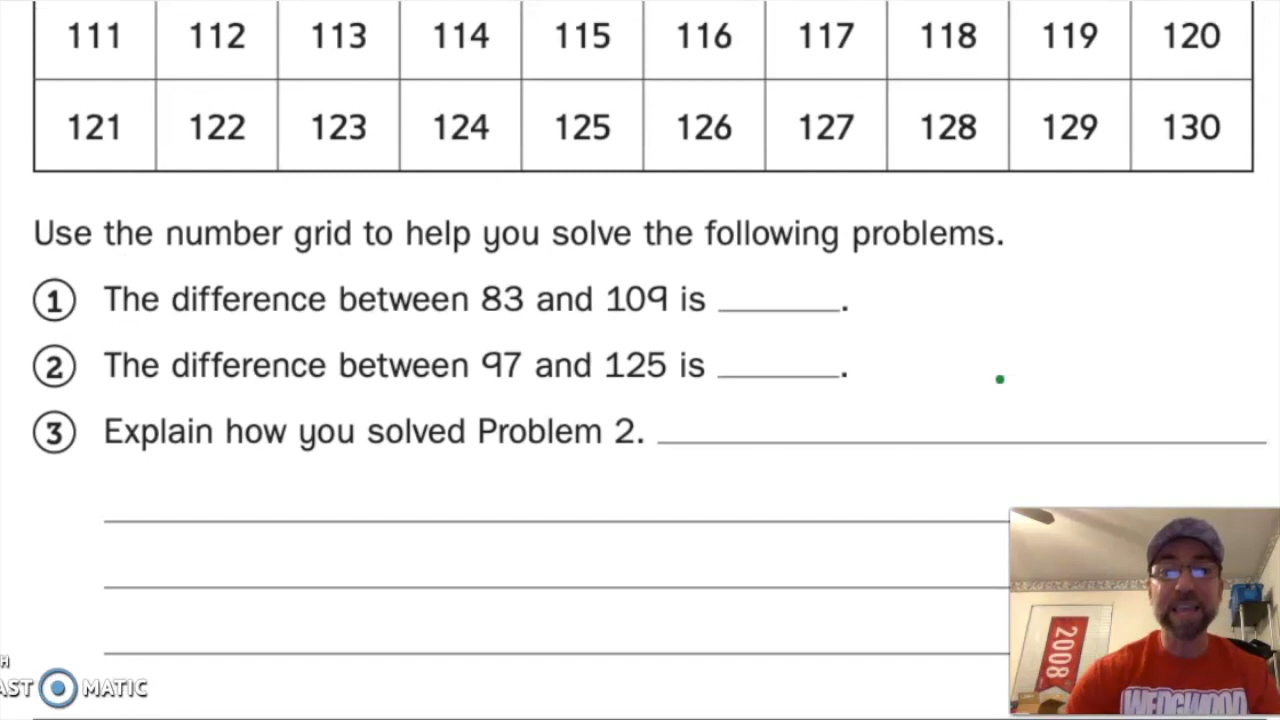 111 112 113 114 115 116 117 118 119 120
121 122 123 124 125 126 127 128 129 130
Use the number grid to help you solve the following problems.
1 The difference between 83 and 109 is ______.
2 The difference between 97 and 125 is ______.
3 Explain how you solved Problem 2. ______
2008
WEDGWOOD
H
AST MATIC